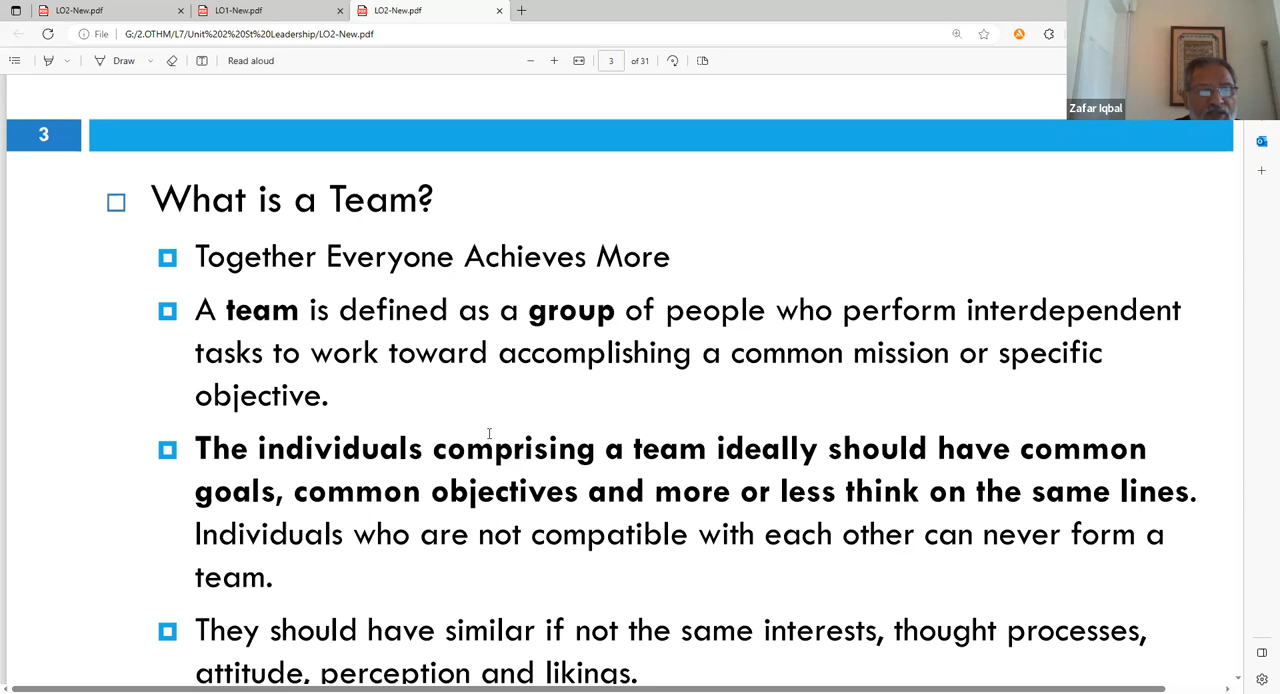 LO2-New.pdf
LO1-New.pdf
LO2-New.pdf
File
G:/2.OTHM/L7/Unit%202%20St%20Leadership/LO2-New.pdf
Draw
Read aloud
3
of 31
Zafar Iqbal
3
What is a Team?
Together Everyone Achieves More
A team is defined as a group of people who perform interdependent
tasks to work toward accomplishing a common mission or specific
objective.
The individuals comprising a team ideally should have common
goals, common objectives and more or less think on the same lines.
Individuals who are not compatible with each other can never form a
team.
They should have similar if not the same interests, thought processes,
attitude, perception and likings.